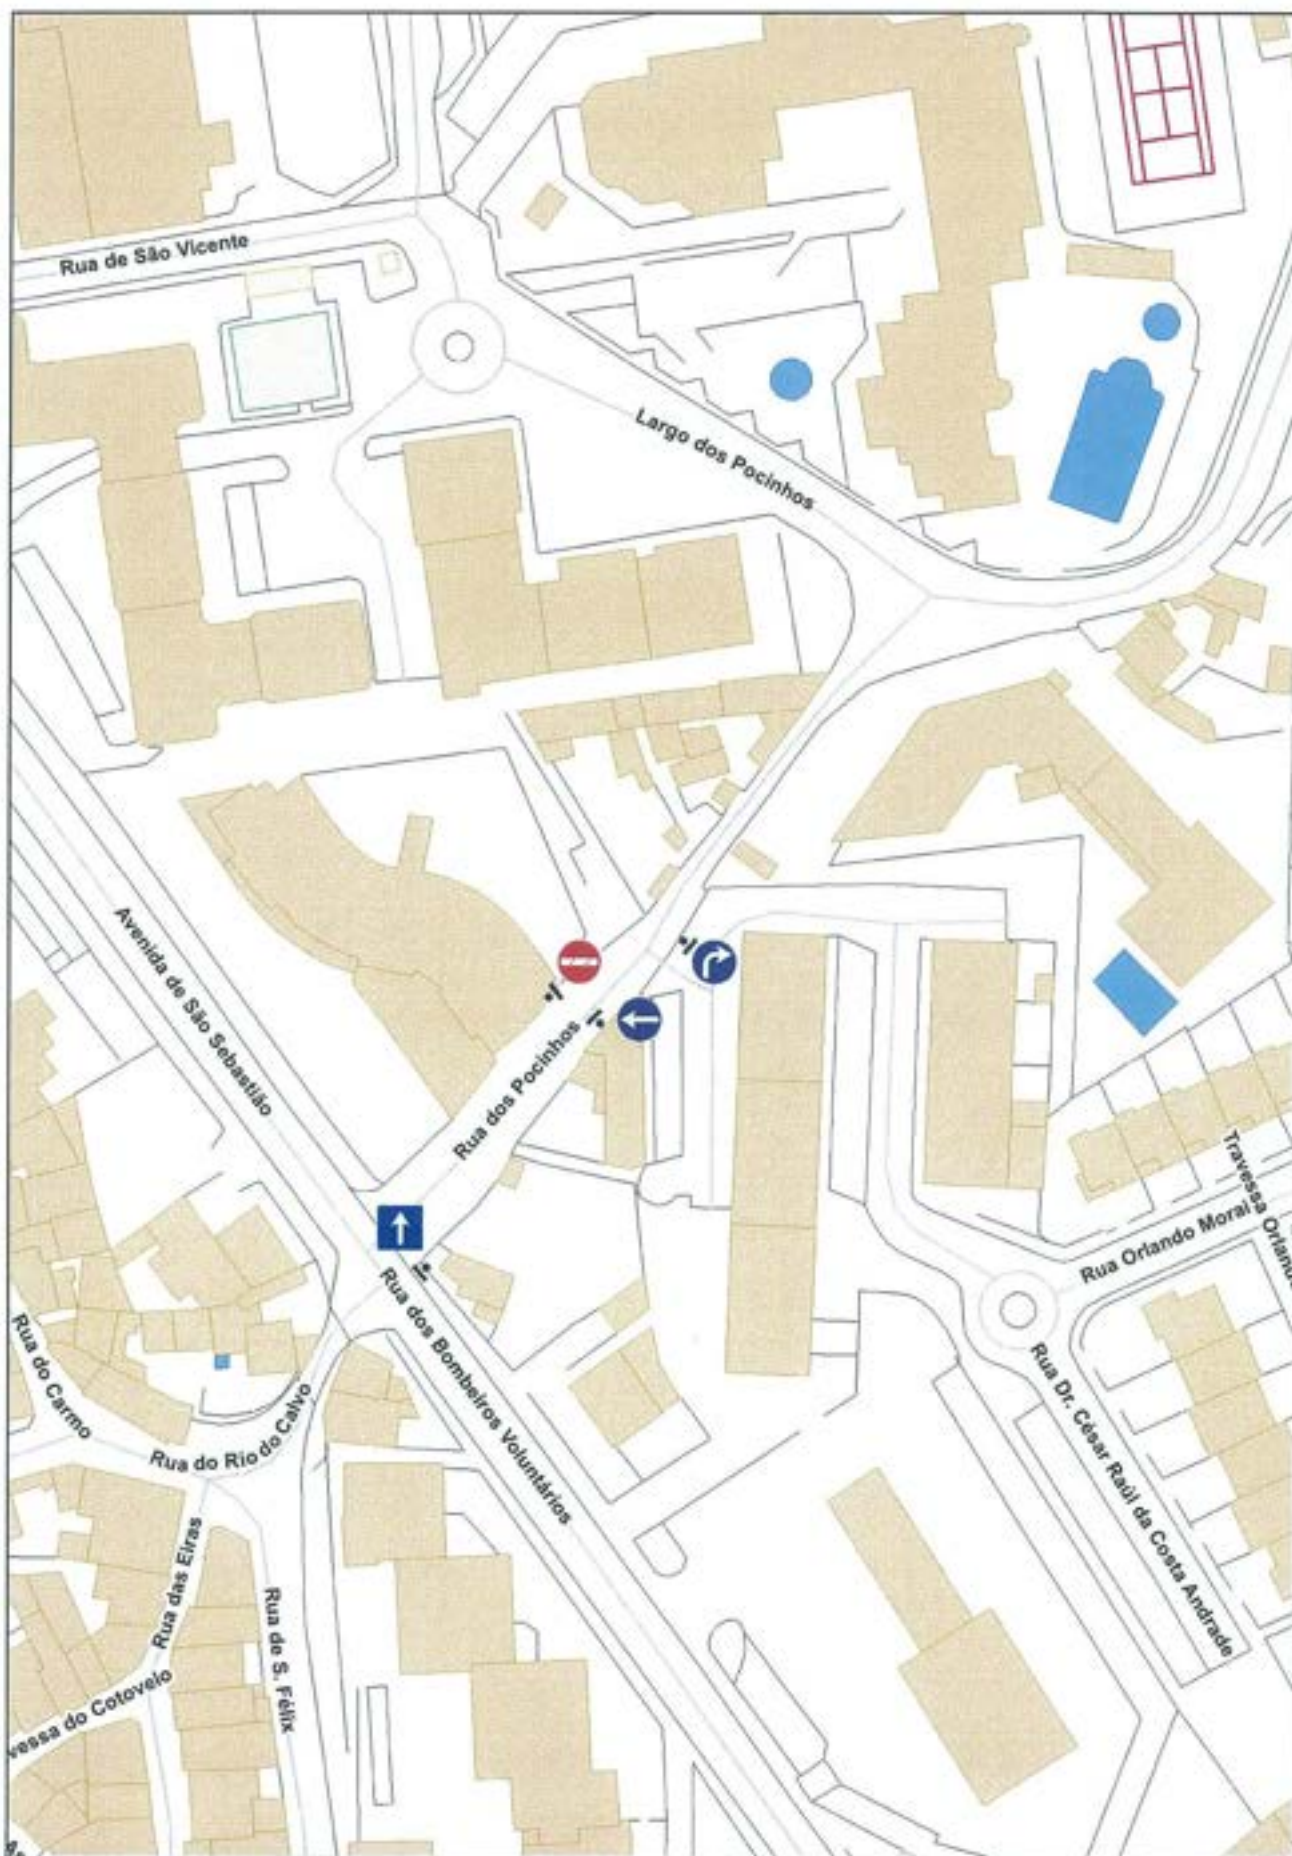 Rua de São Vicente
Largo dos Pocinhos
Avenida de São Sebastião
Rua dos Pocinhos
Travessa Orlando
Rua Orlando Morai
Rua dos Bombeiros Voluntários
Rua do Carmo
Rua do Rio do Calvo
Rua Dr. César Raúl da Costa Andrade
Rua das Eiras
Rua de S. Félix
vessa do Cotovelo